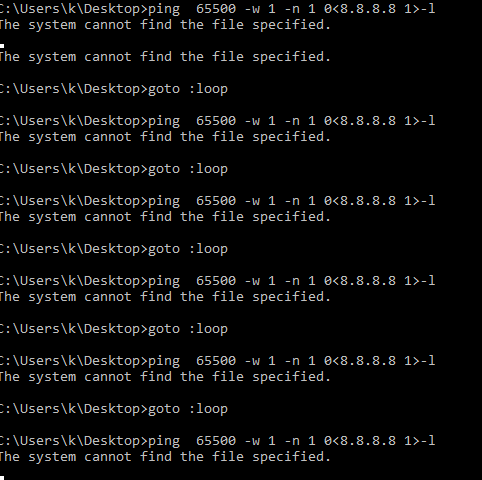 C:\Users\k\Desktop>ping  65500 -w 1 -n 1 0<8.8.8.8 1>-l
The system cannot find the file specified.
The system cannot find the file specified.
C:\Users\k\Desktop>goto :loop
C:\Users\k\Desktop>ping  65500 -w 1 -n 1 0<8.8.8.8 1>-l
The system cannot find the file specified.
C:\Users\k\Desktop>goto :loop
C:\Users\k\Desktop>ping  65500 -w 1 -n 1 0<8.8.8.8 1>-l
The system cannot find the file specified.
C:\Users\k\Desktop>goto :loop
C:\Users\k\Desktop>ping  65500 -w 1 -n 1 0<8.8.8.8 1>-l
The system cannot find the file specified.
C:\Users\k\Desktop>goto :loop
C:\Users\k\Desktop>ping  65500 -w 1 -n 1 0<8.8.8.8 1>-l
The system cannot find the file specified.
C:\Users\k\Desktop>goto :loop
C:\Users\k\Desktop>ping  65500 -w 1 -n 1 0<8.8.8.8 1>-l
The system cannot find the file specified.